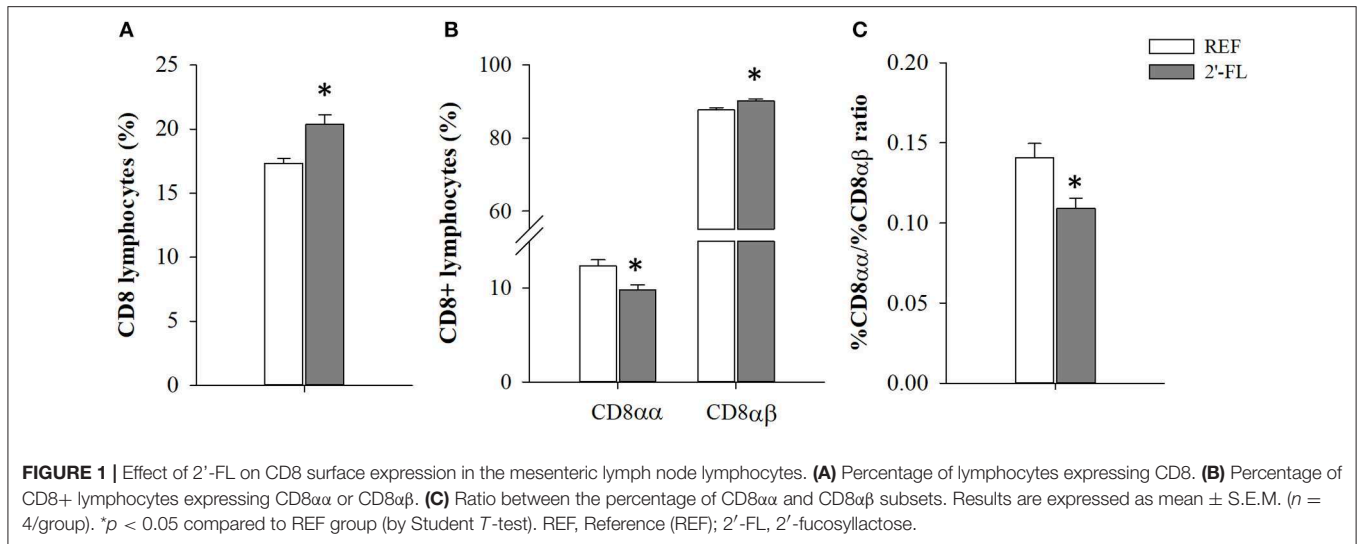 A
B
C
REF
2'-FL
CD8 lymphocytes (%)
25
20
15
10
5
0
CD8+ lymphocytes (%)
100
80
60
10
0
CD8αα
CD8αβ
%CD8αα/%CD8αβ ratio
0.20
0.15
0.10
0.05
0.00
*
*
*
*
FIGURE 1 | Effect of 2'-FL on CD8 surface expression in the mesenteric lymph node lymphocytes. (A) Percentage of lymphocytes expressing CD8. (B) Percentage of
CD8+ lymphocytes expressing CD8αα or CD8αβ. (C) Ratio between the percentage of CD8αα and CD8αβ subsets. Results are expressed as mean ± S.E.M. (n =
4/group). *p < 0.05 compared to REF group (by Student T-test). REF, Reference (REF); 2′-FL, 2′-fucosyllactose.